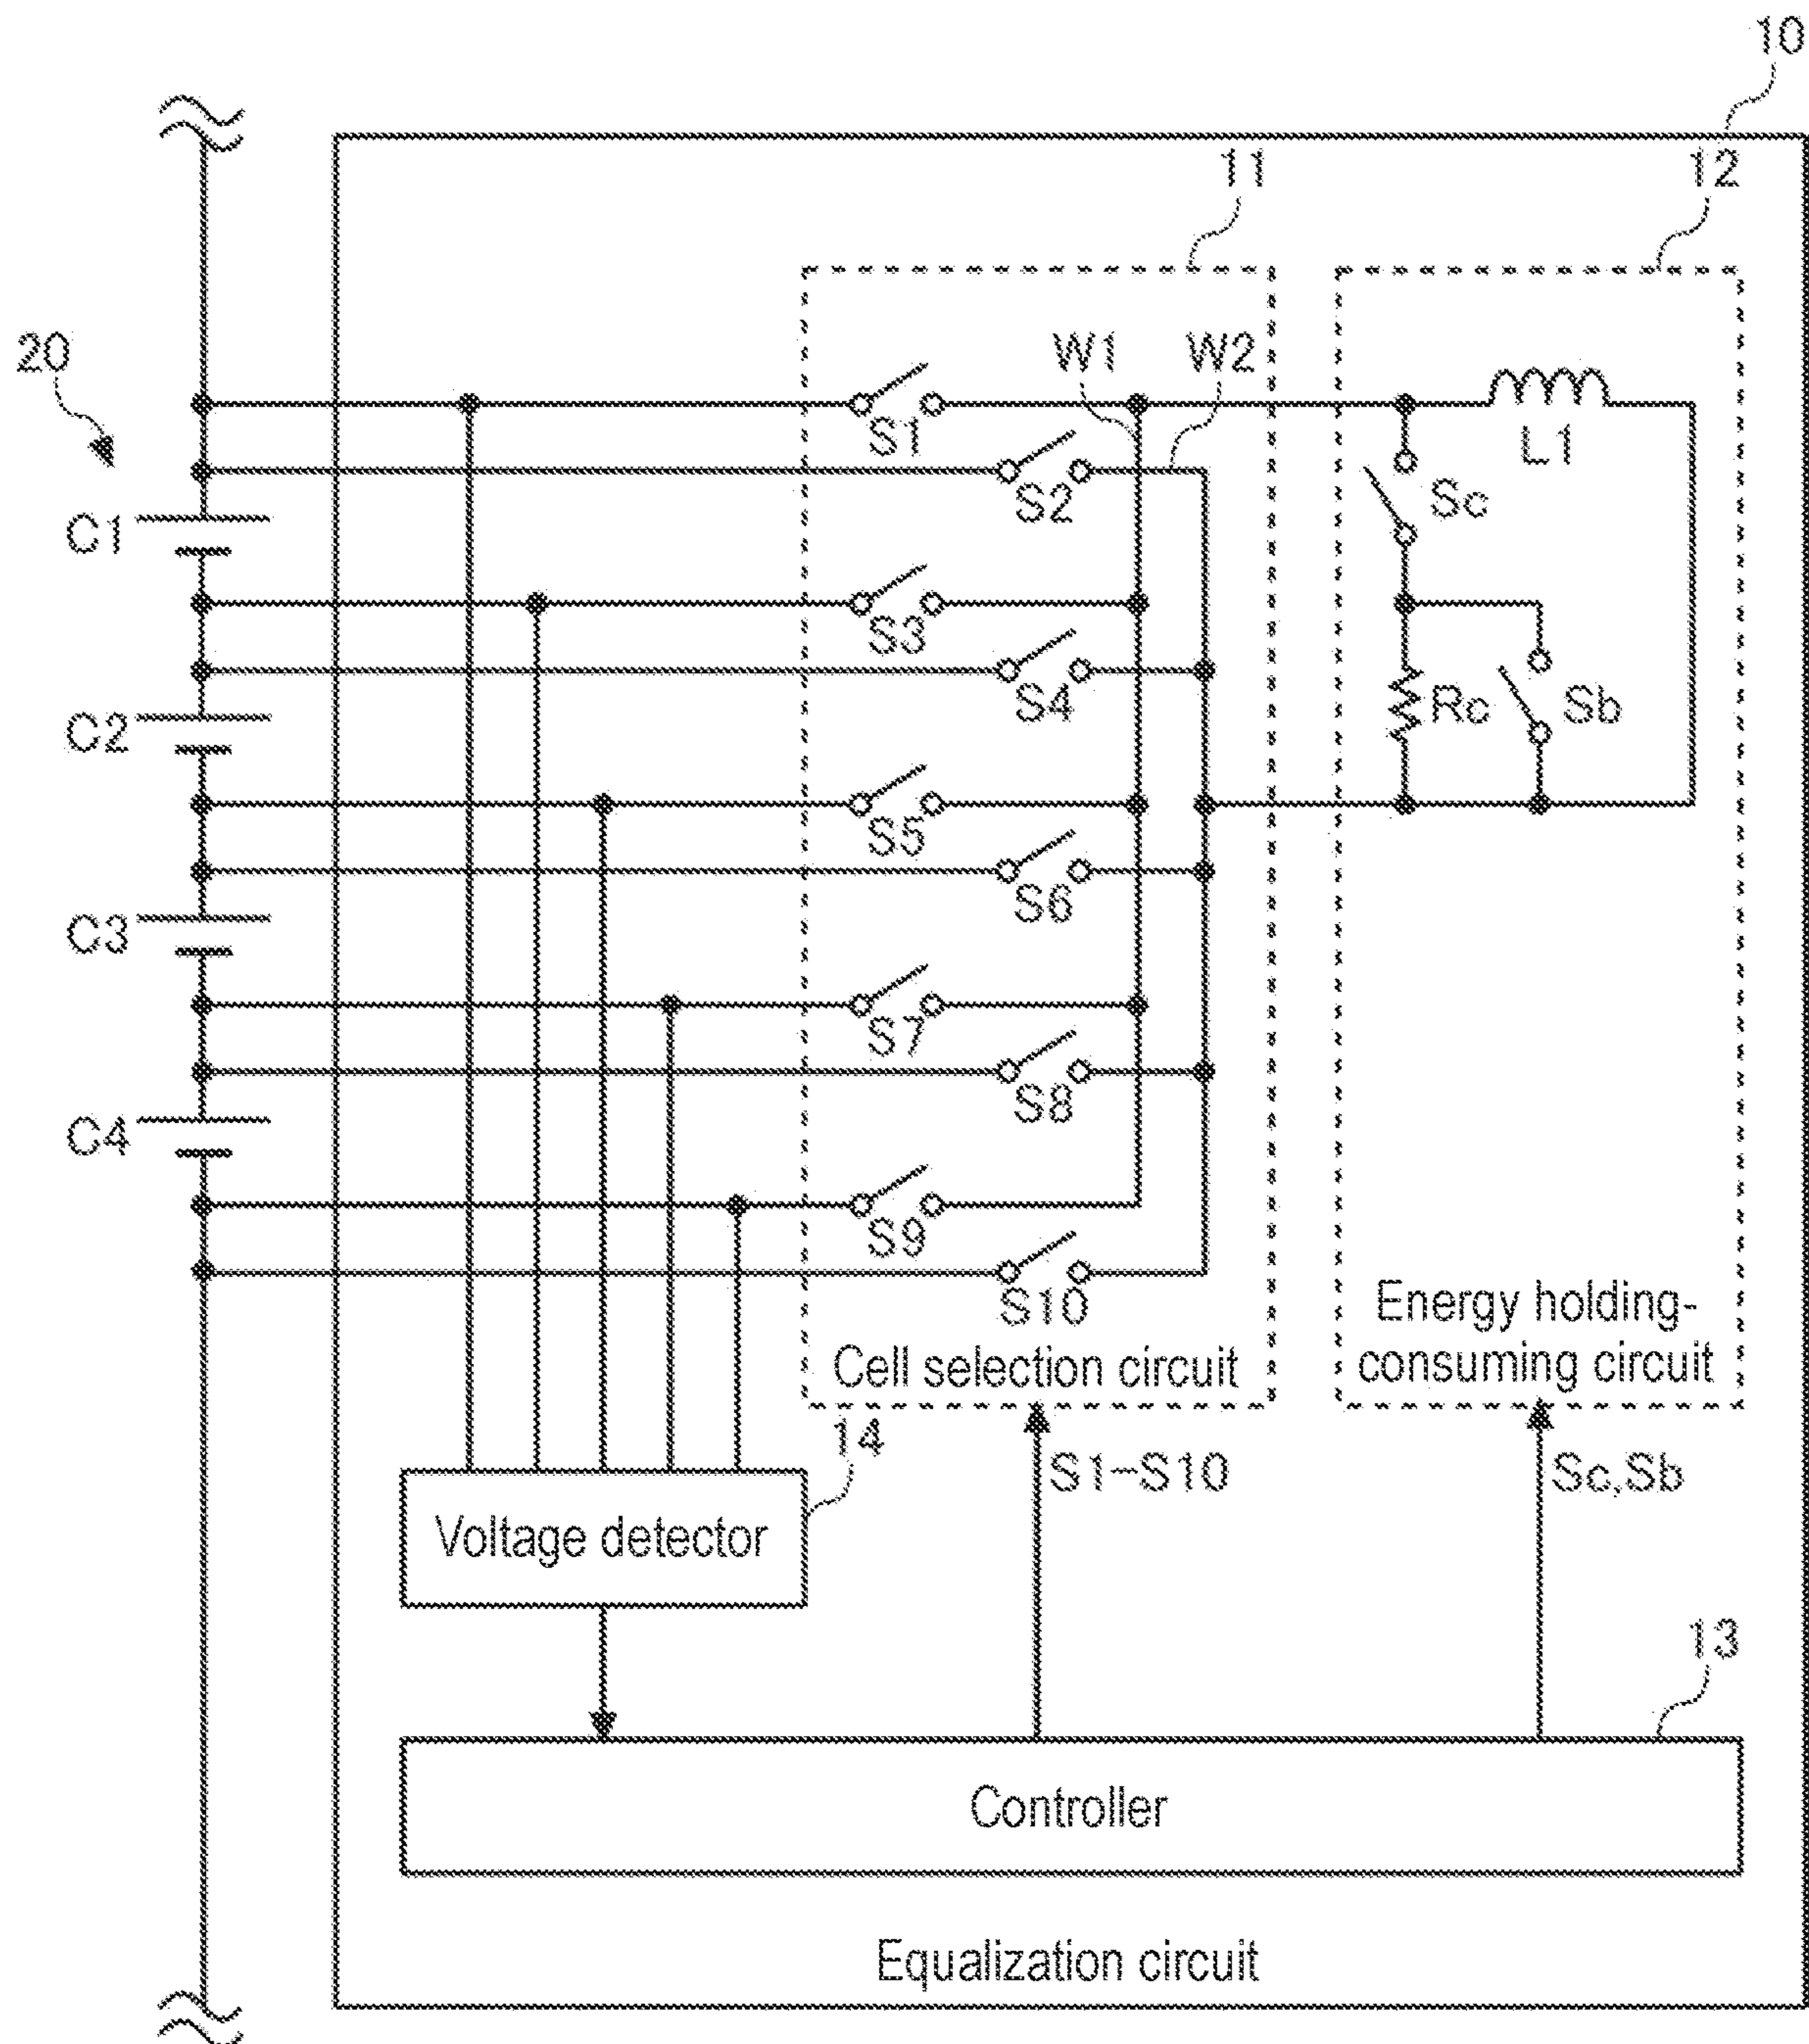 10
11
12
20
W1
W2
S1
L1
S2
Sc
C1
S3
S4
Rc
Sb
C2
S5
S6
C3
S7
S8
C4
S9
S10
Energy holding-
consuming circuit
Cell selection circuit
14
S1-S10
Sc,Sb
Voltage detector
13
Controller
Equalization circuit